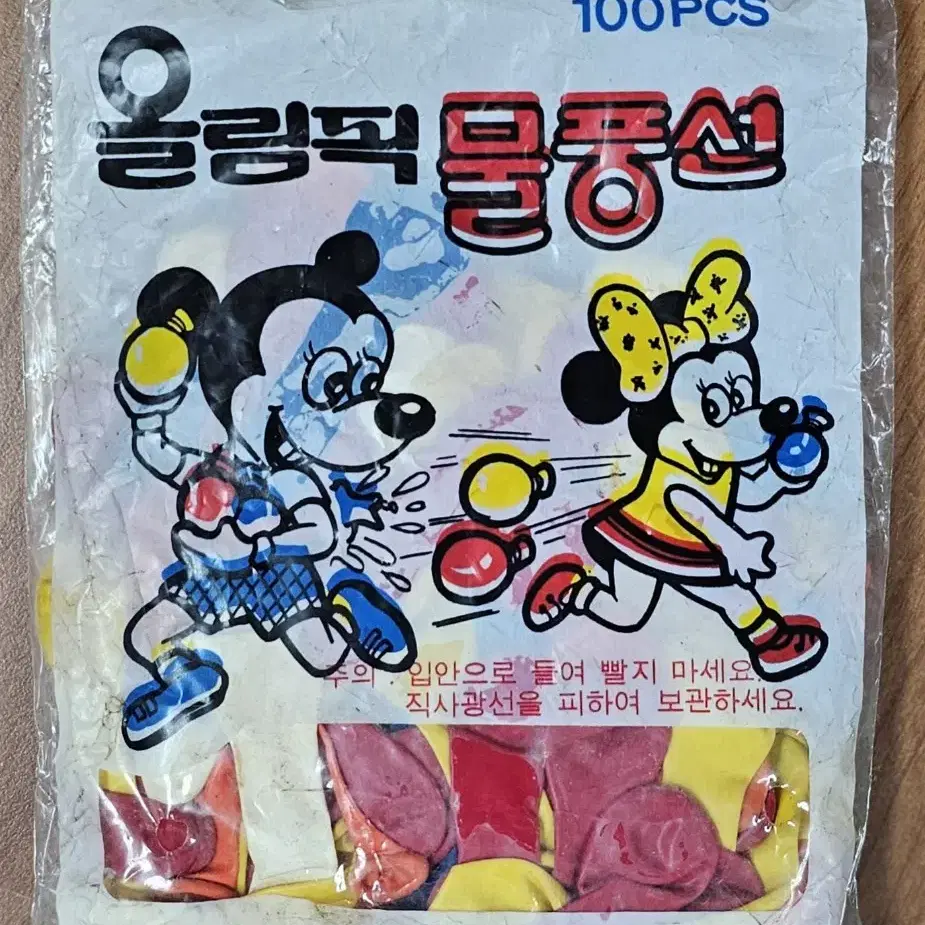 100PCS
올림픽 물풍선
주의 입안으로 들여 빨지 마세요.
직사광선을 피하여 보관하세요.